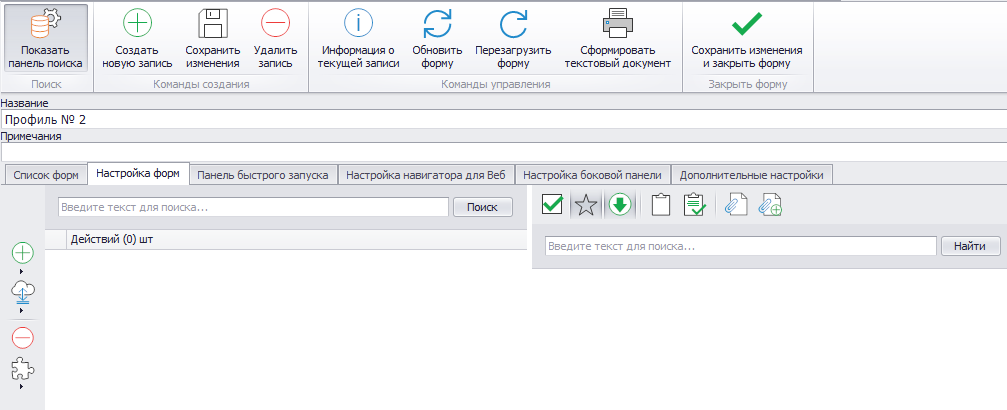 Показать
панель поиска
Создать
новую запись
Сохранить
изменения
Удалить
запись
Информация о
текущей записи
Обновить
форму
Перезагрузить
форму
Сформировать
текстовый документ
Сохранить изменения
и закрыть форму
Поиск
Команды создания
Команды управления
Закрыть форму
Название
Профиль № 2
Примечания
Список форм
Настройка форм
Панель быстрого запуска
Настройка навигатора для Веб
Настройка боковой панели
Дополнительные настройки
Введите текст для поиска...
Поиск
Действий (0) шт
Введите текст для поиска...
Найти